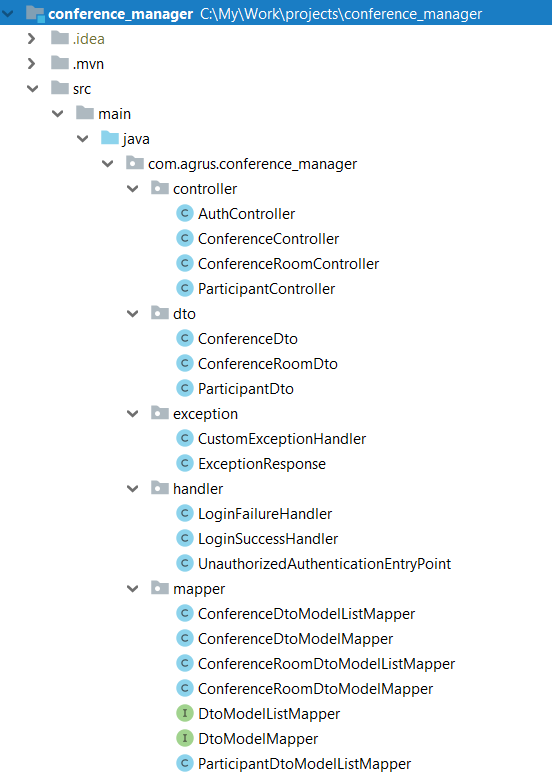 conference_manager C:\My\Work\projects\conference_manager
.idea
.mvn
src
main
java
com.agrus.conference_manager
controller
C AuthController
C ConferenceController
C ConferenceRoomController
C ParticipantController
dto
C ConferenceDto
C ConferenceRoomDto
C ParticipantDto
exception
C CustomExceptionHandler
C ExceptionResponse
handler
C LoginFailureHandler
C LoginSuccessHandler
C UnauthorizedAuthenticationEntryPoint
mapper
C ConferenceDtoModelListMapper
C ConferenceDtoModelMapper
C ConferenceRoomDtoModelListMapper
C ConferenceRoomDtoModelMapper
I DtoModelListMapper
I DtoModelMapper
C ParticipantDtoModelListMapper